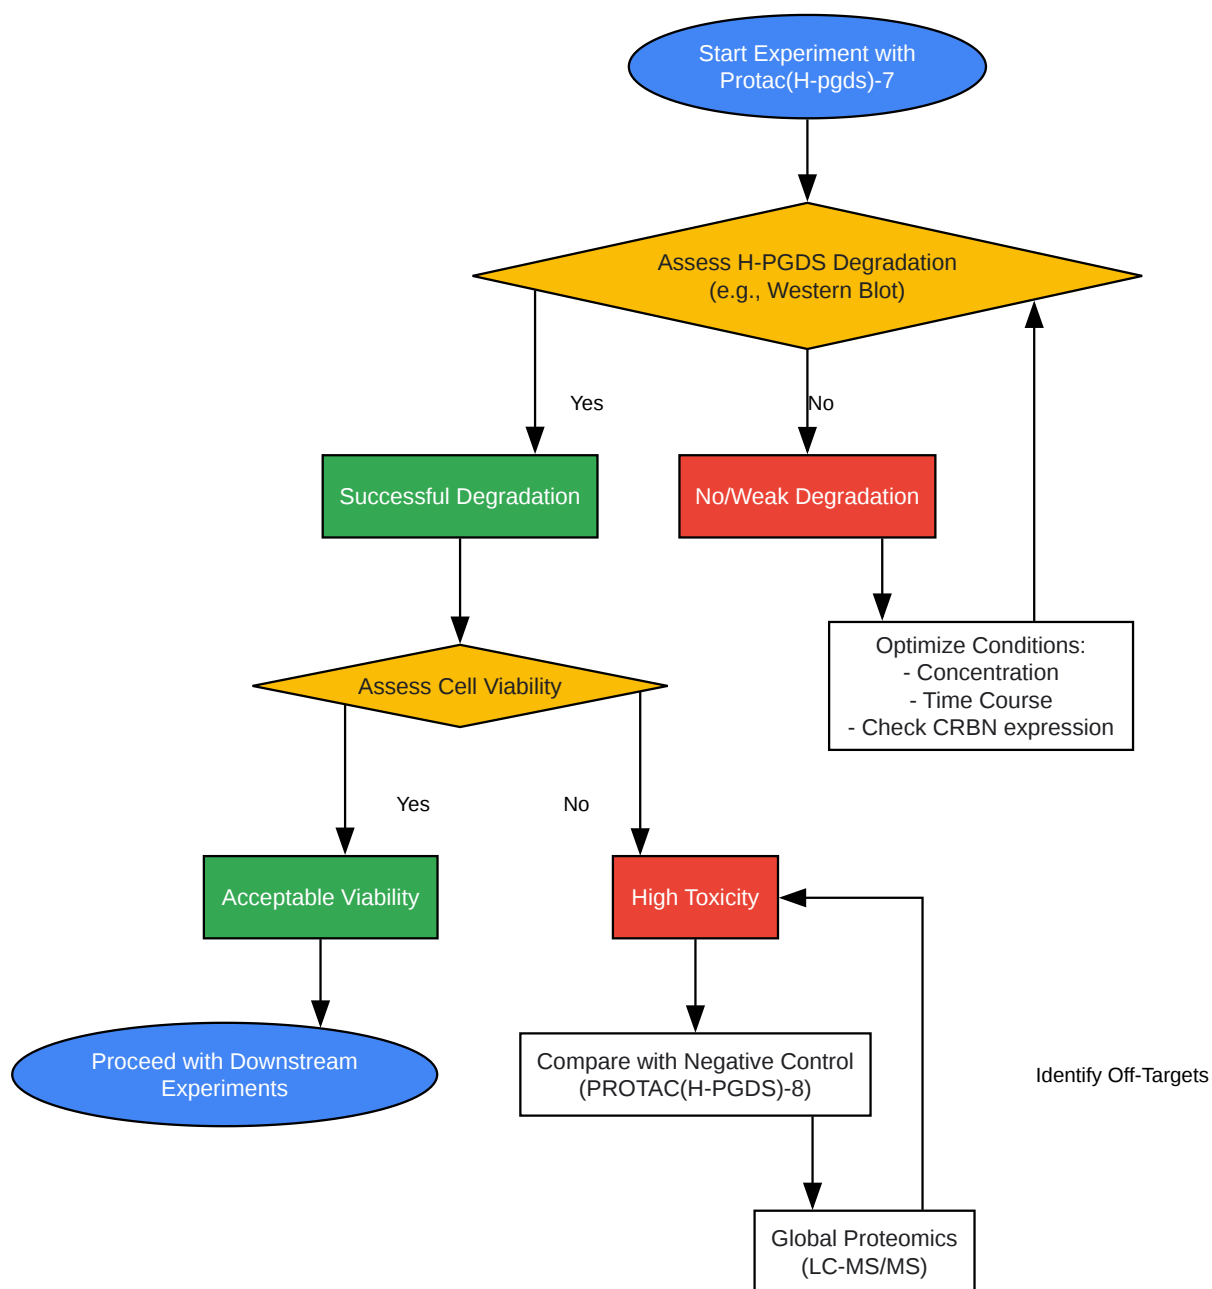 Start Experiment with
Protac(H-pgds)-7
Assess H-PGDS Degradation
(e.g., Western Blot)
Yes
No
Successful Degradation
No/Weak Degradation
Optimize Conditions:
- Concentration
- Time Course
- Check CRBN expression
Assess Cell Viability
Yes
No
Acceptable Viability
High Toxicity
Proceed with Downstream
Experiments
Compare with Negative Control
(PROTAC(H-PGDS)-8)
Identify Off-Targets
Global Proteomics
(LC-MS/MS)